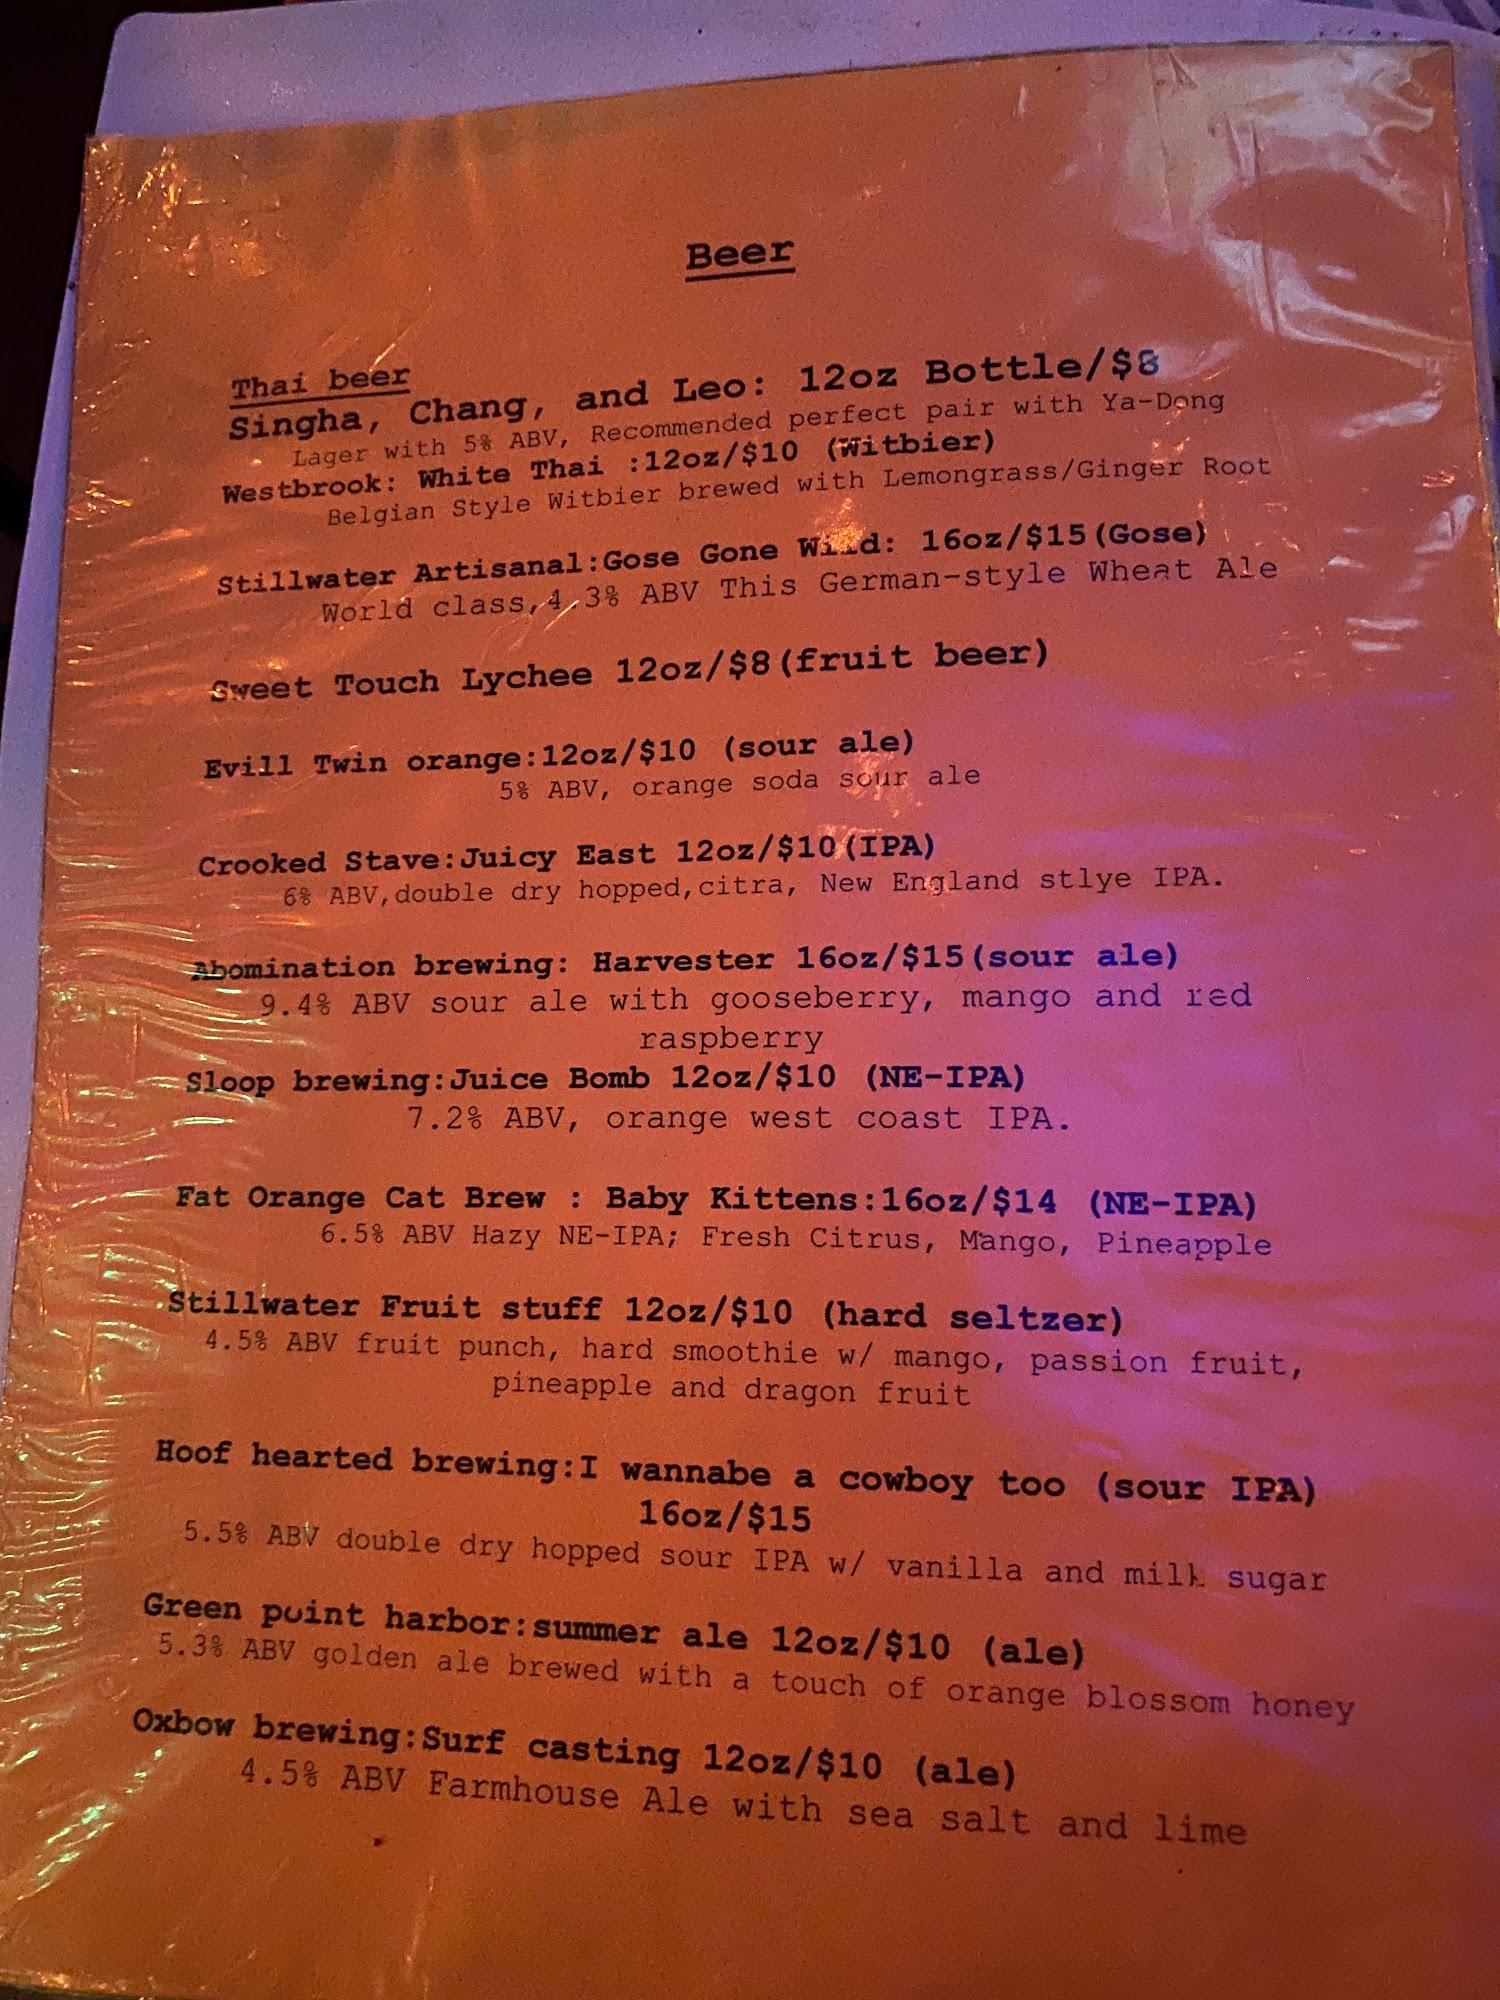 Beer
Thai beer
Singha, Chang, and Leo: 12oz Bottle/$8
Lager with 5% ABV, Recommended perfect pair with Ya-Dong
Westbrook: White Thai :12oz/$10 (Witbier)
Belgian Style Witbier brewed with Lemongrass/Ginger Root
Stillwater Artisanal:Gose Gone Wild: 16oz/$15(Gose)
World class,4.3% ABV This German-style Wheat Ale
Sweet Touch Lychee 12oz/$8(fruit beer)
Evill Twin orange:12oz/$10 (sour ale)
5% ABV, orange soda sour ale
Crooked Stave:Juicy East 12oz/$10(IPA)
6% ABV,double dry hopped,citra, New England stlye IPA.
Abomination brewing: Harvester 16oz/$15(sour ale)
9.4% ABV sour ale with gooseberry, mango and red
raspberry
Sloop brewing:Juice Bomb 12oz/$10 (NE-IPA)
7.2% ABV, orange west coast IPA.
Fat Orange Cat Brew : Baby Kittens:16oz/$14 (NE-IPA)
6.5% ABV Hazy NE-IPA; Fresh Citrus, Mango, Pineapple
Stillwater Fruit stuff 12oz/$10 (hard seltzer)
4.5% ABV fruit punch, hard smoothie w/ mango, passion fruit,
pineapple and dragon fruit
Hoof hearted brewing:I wannabe a cowboy too (sour IPA)
16oz/$15
5.5% ABV double dry hopped sour IPA w/ vanilla and milk sugar
Green point harbor:summer ale 12oz/$10 (ale)
5.3% ABV golden ale brewed with a touch of orange blossom honey
Oxbow brewing:Surf casting 12oz/$10 (ale)
4.5% ABV Farmhouse Ale with sea salt and lime